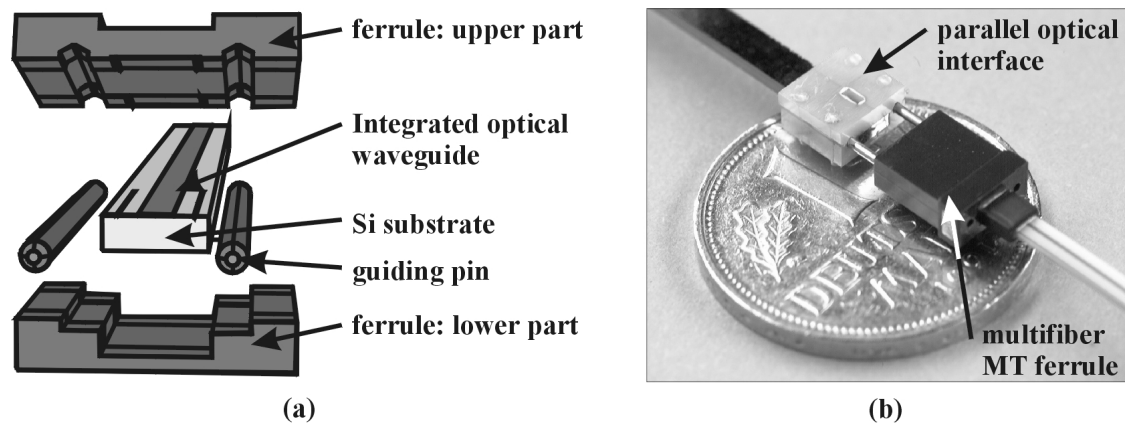 ferrule: upper part
Integrated optical
waveguide
Si substrate
guiding pin
ferrule: lower part
(a)
parallel optical
interface
multifiber
MT ferrule
(b)